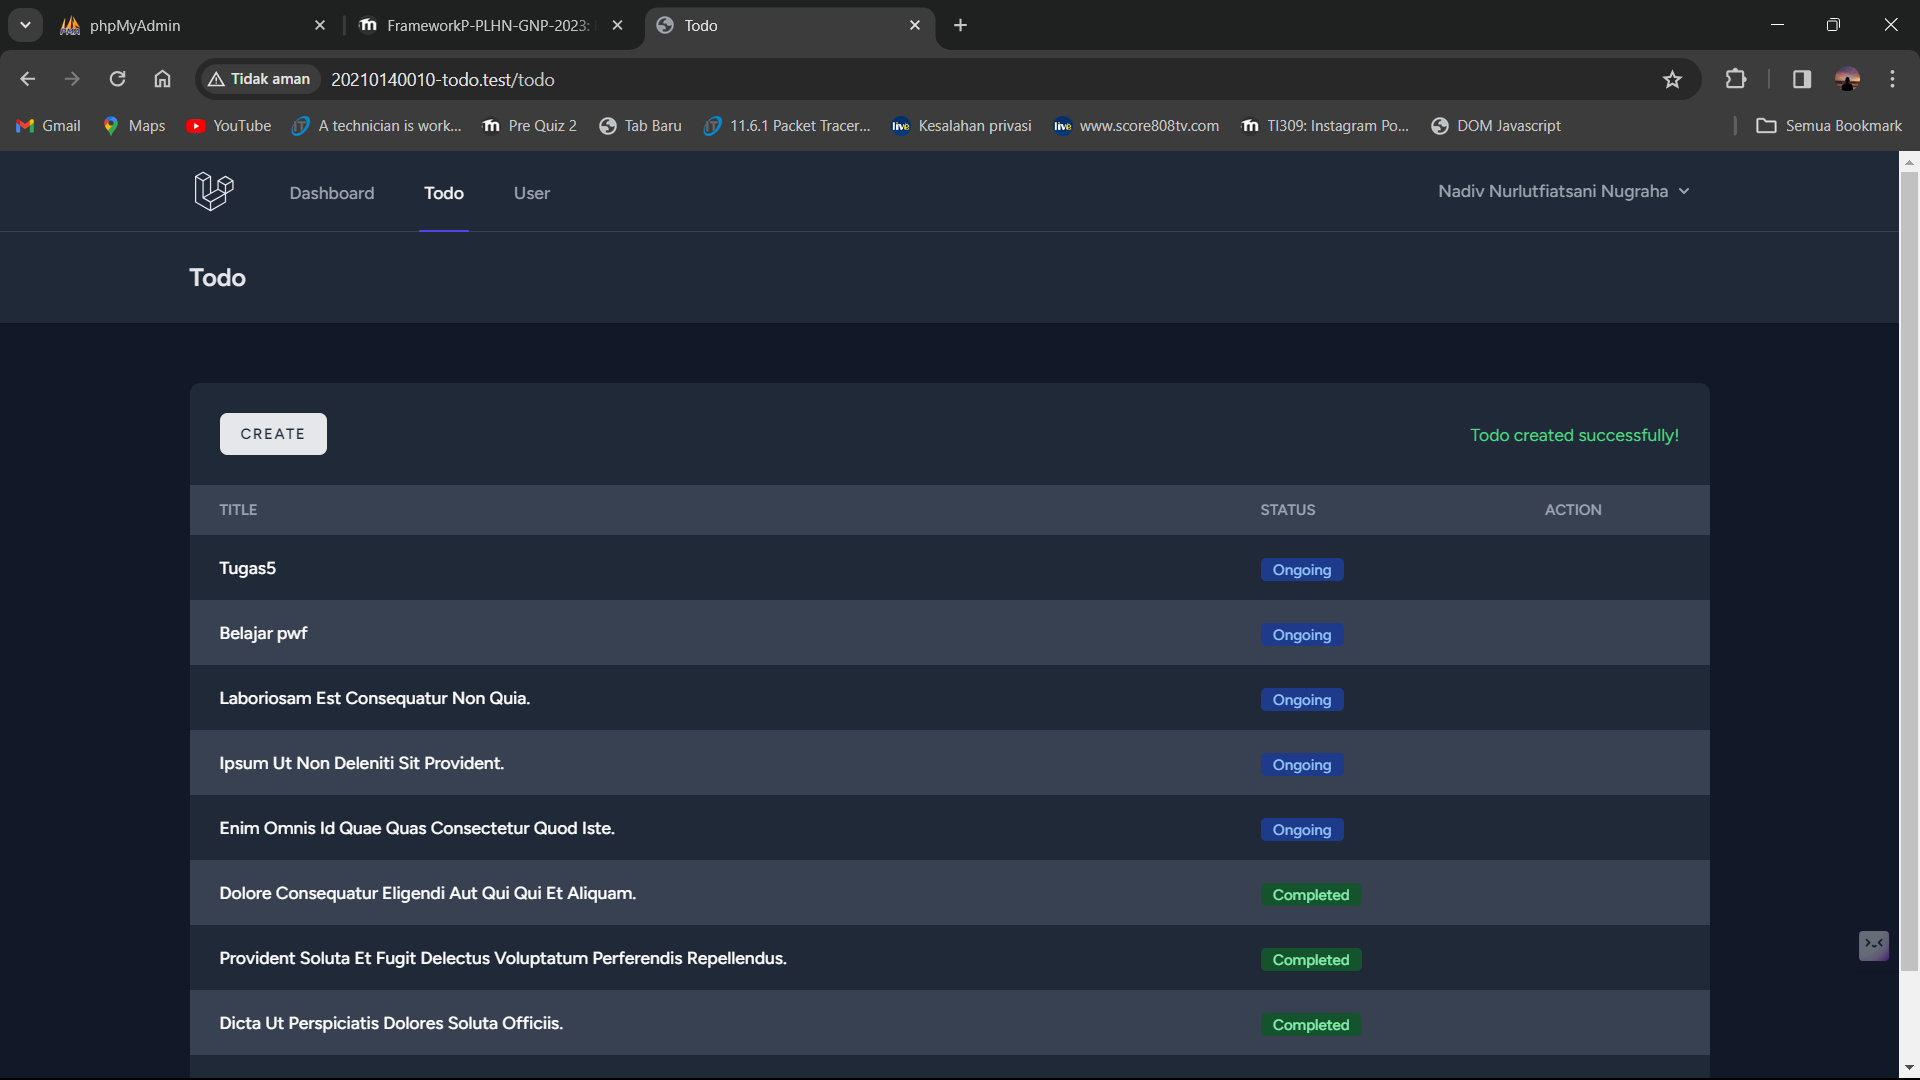 phpMyAdmin
FrameworkP-PLHN-GNP-2023:
Todo
Tidak aman
20210140010-todo.test/todo
Gmail
Maps
YouTube
A technician is work...
Pre Quiz 2
Tab Baru
11.6.1 Packet Tracer...
live
Kesalahan privasi
live
www.score808tv.com
TI309: Instagram Po...
DOM Javascript
Semua Bookmark
Dashboard
Todo
User
Nadiv Nurlutfiatsani Nugraha
Todo
CREATE
Todo created successfully!
TITLE STATUS ACTION
Tugas5 Ongoing
Belajar pwf Ongoing
Laboriosam Est Consequatur Non Quia. Ongoing
Ipsum Ut Non Deleniti Sit Provident. Ongoing
Enim Omnis Id Quae Quas Consectetur Quod Iste. Ongoing
Dolore Consequatur Eligendi Aut Qui Qui Et Aliquam. Completed
Provident Soluta Et Fugit Delectus Voluptatum Perferendis Repellendus. Completed
Dicta Ut Perspiciatis Dolores Soluta Officiis. Completed